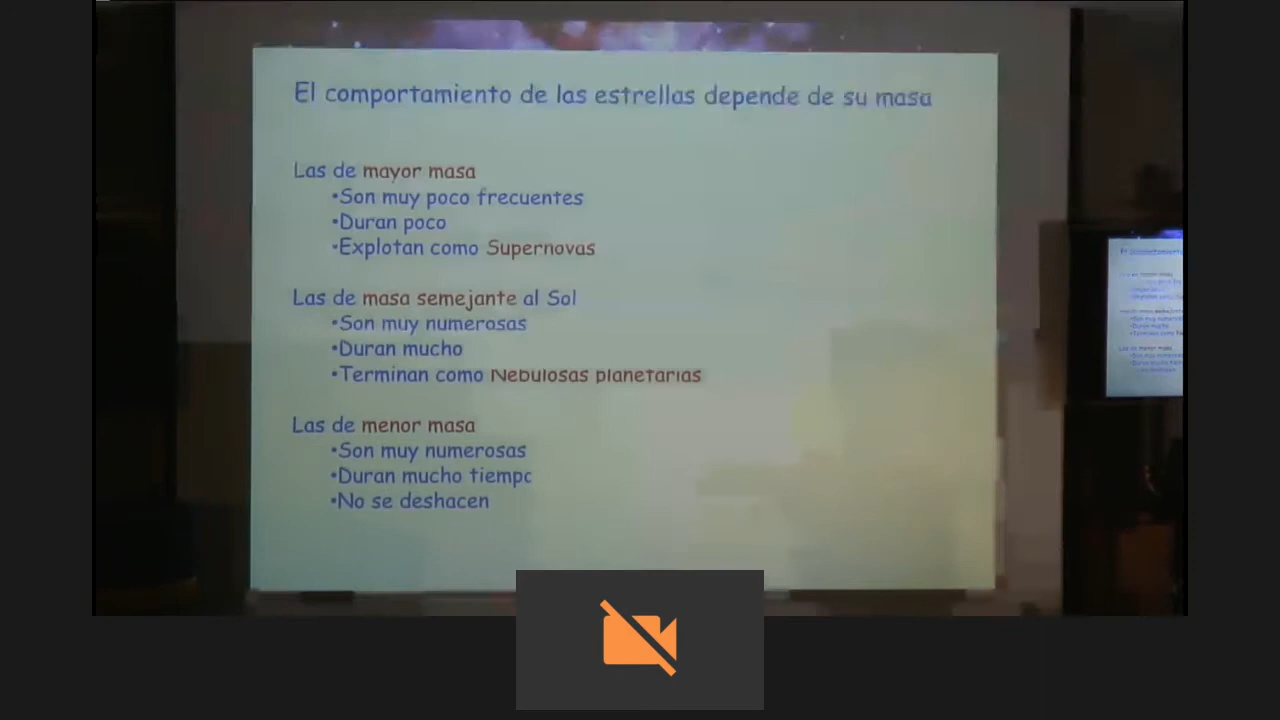 El comportamiento de las estrellas depende de su masa
Las de mayor masa
•Son muy poco frecuentes
•Duran poco
•Explotan como Supernovas
Las de masa semejante al Sol
•Son muy numerosas
•Duran mucho
•Terminan como Nebulosas planetarias
Las de menor masa
•Son muy numerosas
•Duran mucho tiempo
•No se deshacen